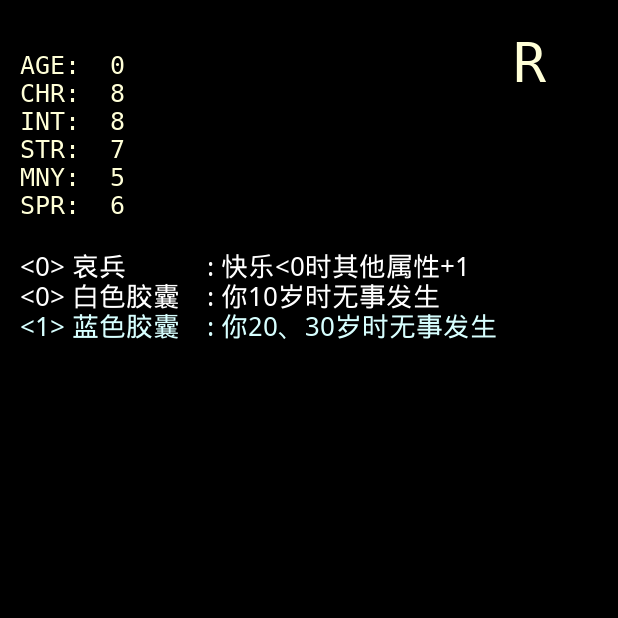 R
AGE: 0
CHR: 8
INT: 8
STR: 7
MNY: 5
SPR: 6
<0> 哀兵 : 快乐<0时其他属性+1
<0> 白色胶囊 : 你10岁时无事发生
<1> 蓝色胶囊 : 你20、30岁时无事发生